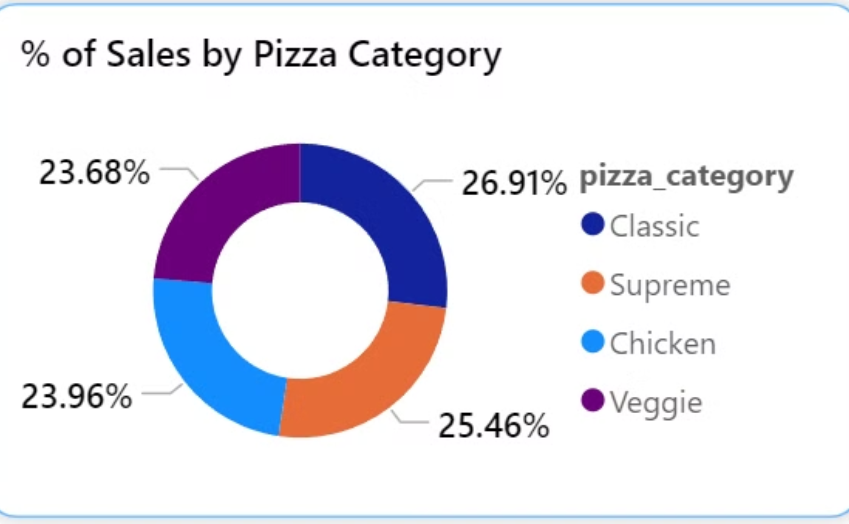 % of Sales by Pizza Category
23.68%
26.91%
23.96%
25.46%
pizza_category
Classic
Supreme
Chicken
Veggie